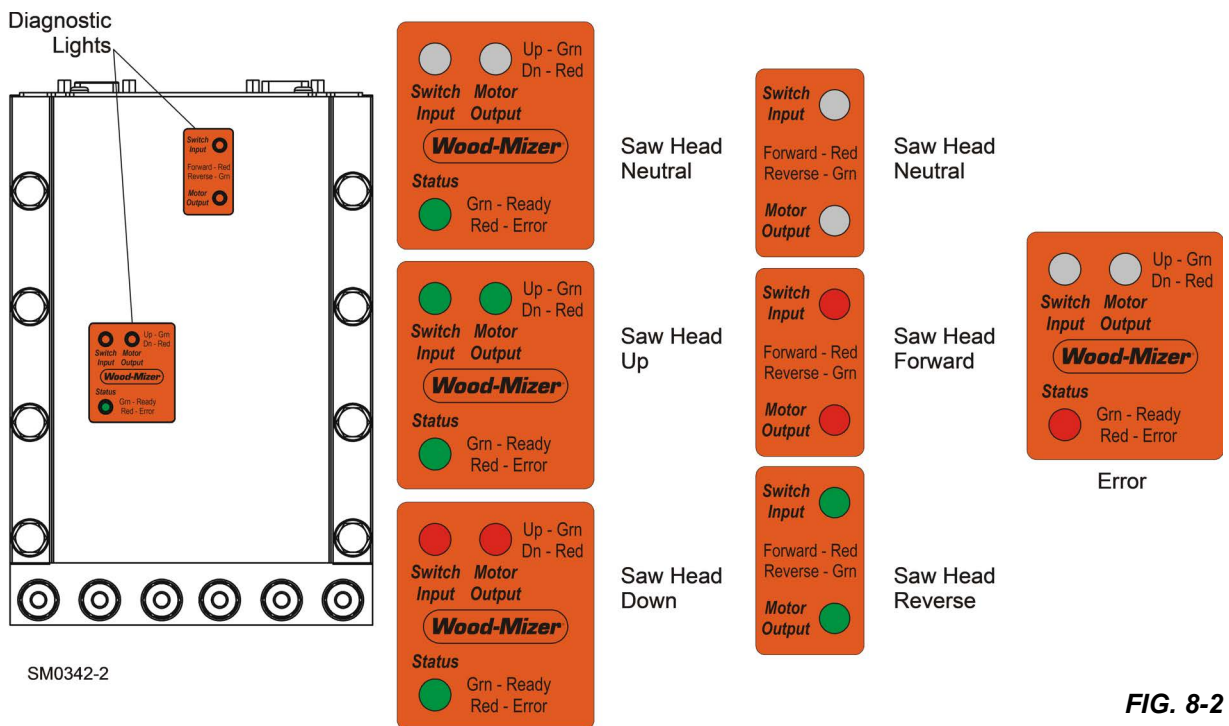 Diagnostic
Lights
Switch
Input
Forward - Red
Reverse - Grn
Motor
Output
Up - Grn
Dn - Red
Switch Motor
Input Output
Wood-Mizer
Status
Grn - Ready
Red - Error
SM0342-2
Up - Grn
Dn - Red
Switch Motor
Input Output
Wood-Mizer
Status
Grn - Ready
Red - Error
Saw Head
Neutral
Up - Grn
Dn - Red
Switch Motor
Input Output
Wood-Mizer
Status
Grn - Ready
Red - Error
Saw Head
Up
Up - Grn
Dn - Red
Switch Motor
Input Output
Wood-Mizer
Status
Grn - Ready
Red - Error
Saw Head
Down
Switch
Input
Forward - Red
Reverse - Grn
Motor
Output
Saw Head
Neutral
Switch
Input
Forward - Red
Reverse - Grn
Motor
Output
Saw Head
Forward
Switch
Input
Forward - Red
Reverse - Grn
Motor
Output
Saw Head
Reverse
Up - Grn
Dn - Red
Switch Motor
Input Output
Wood-Mizer
Status
Grn - Ready
Red - Error
Error
FIG. 8-2